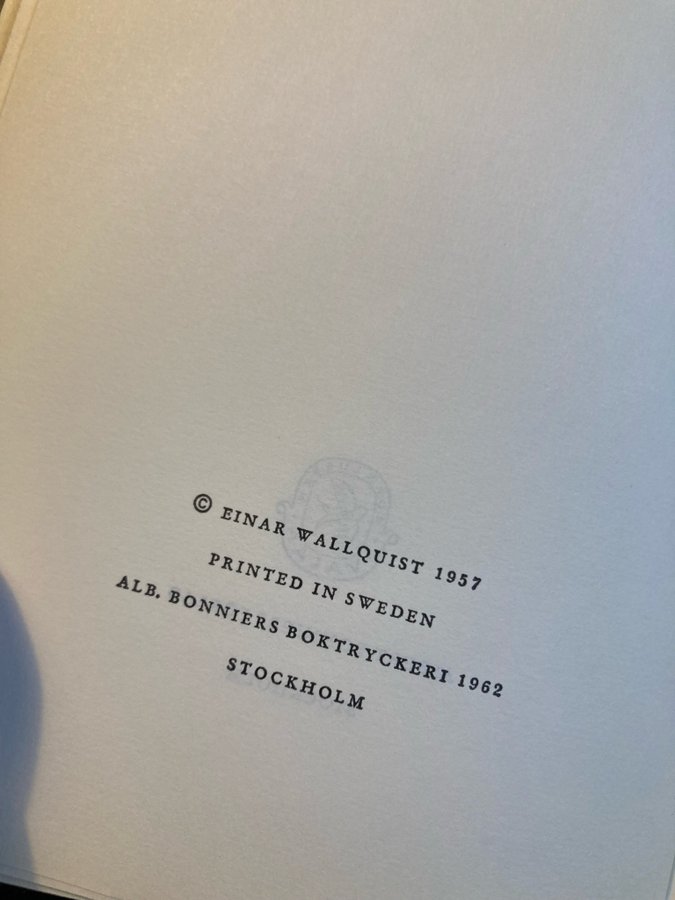 © EINAR WALLQUIST 1957
PRINTED IN SWEDEN
ALB. BONNIERS BOKTRYCKERI 1962
STOCKHOLM